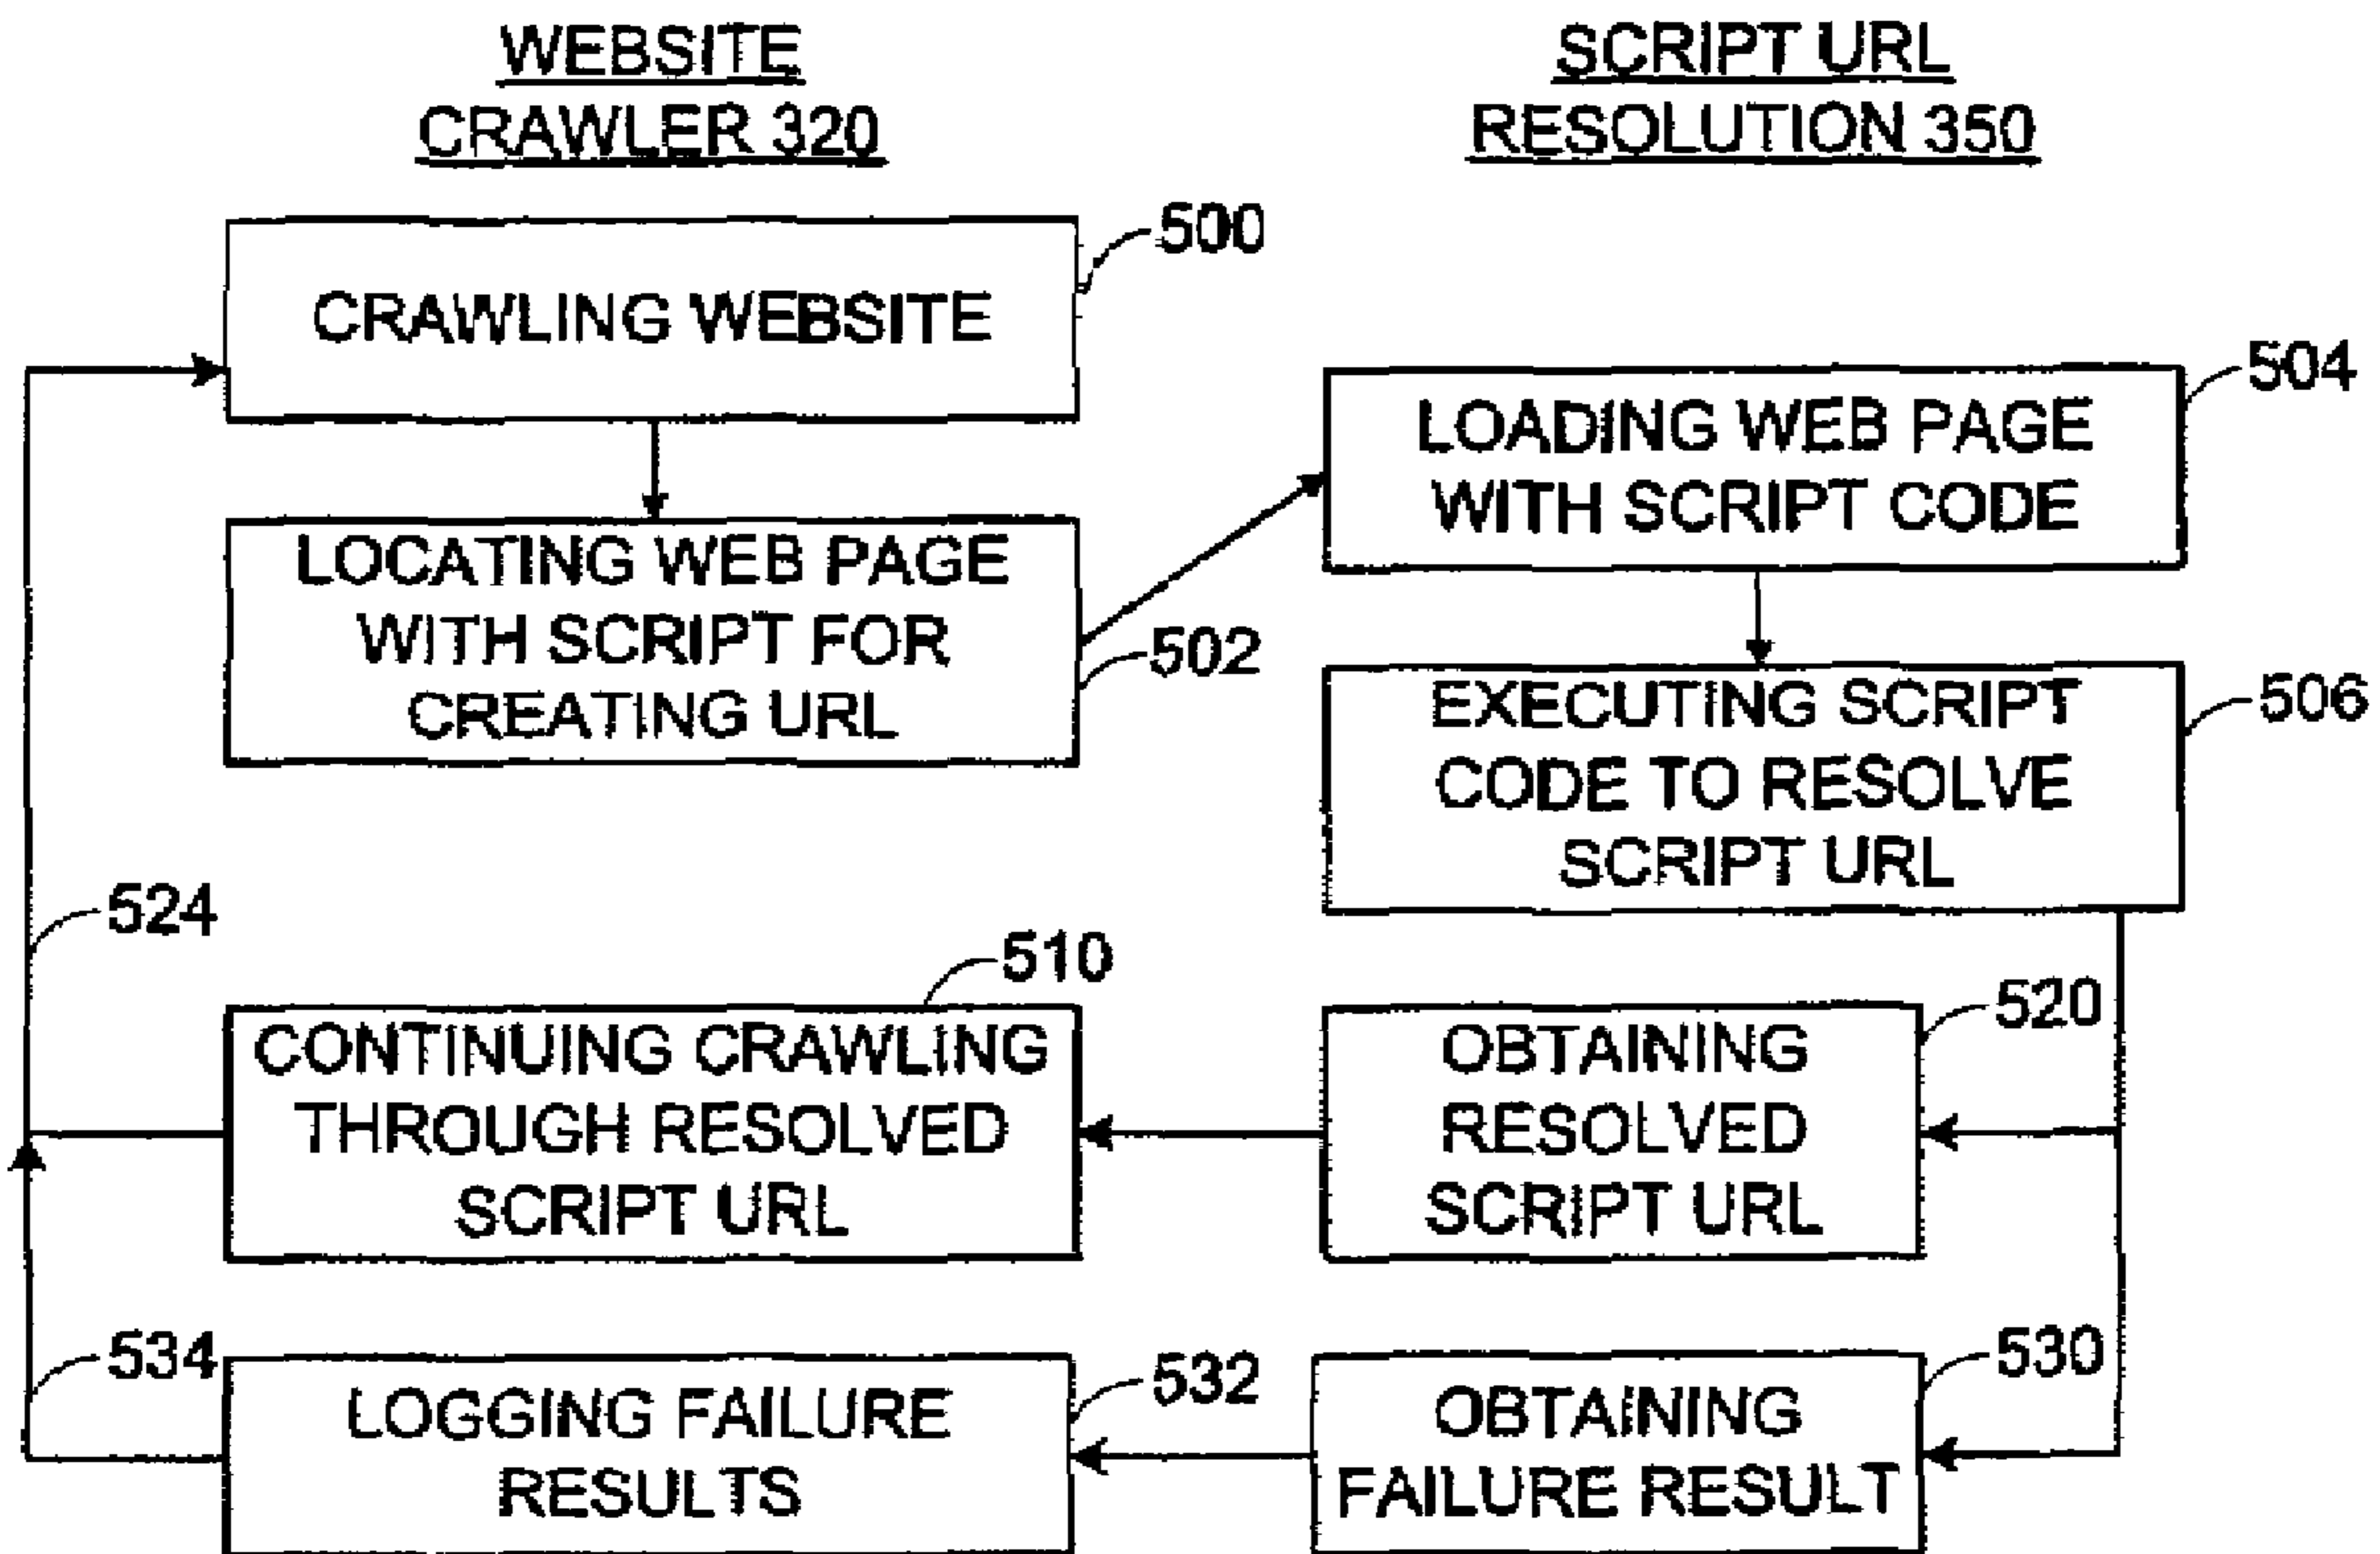 WEBSITE
CRAWLER 320
SCRIPT URL
RESOLUTION 350
500
CRAWLING WEBSITE
504
LOADING WEB PAGE
WITH SCRIPT CODE
LOCATING WEB PAGE
WITH SCRIPT FOR
CREATING URL
502
506
EXECUTING SCRIPT
CODE TO RESOLVE
SCRIPT URL
524
510
CONTINUING CRAWLING
THROUGH RESOLVED
SCRIPT URL
520
OBTAINING
RESOLVED
SCRIPT URL
534
LOGGING FAILURE
RESULTS
532
530
OBTAINING
FAILURE RESULT